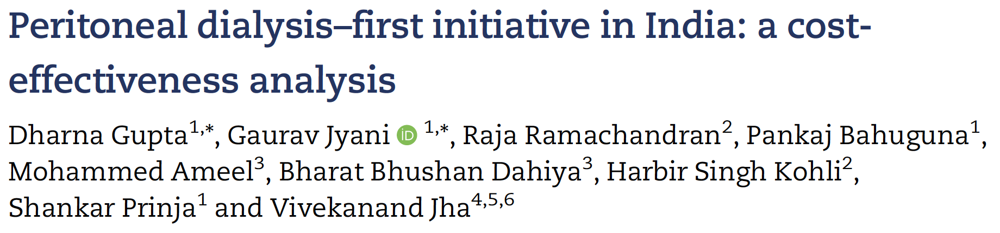 Peritoneal dialysis–first initiative in India: a cost-
effectiveness analysis
Dharna Gupta1,*, Gaurav Jyani iD 1,*, Raja Ramachandran2, Pankaj Bahuguna1,
Mohammed Ameel3, Bharat Bhushan Dahiya3, Harbir Singh Kohli2,
Shankar Prinja1 and Vivekanand Jha4,5,6